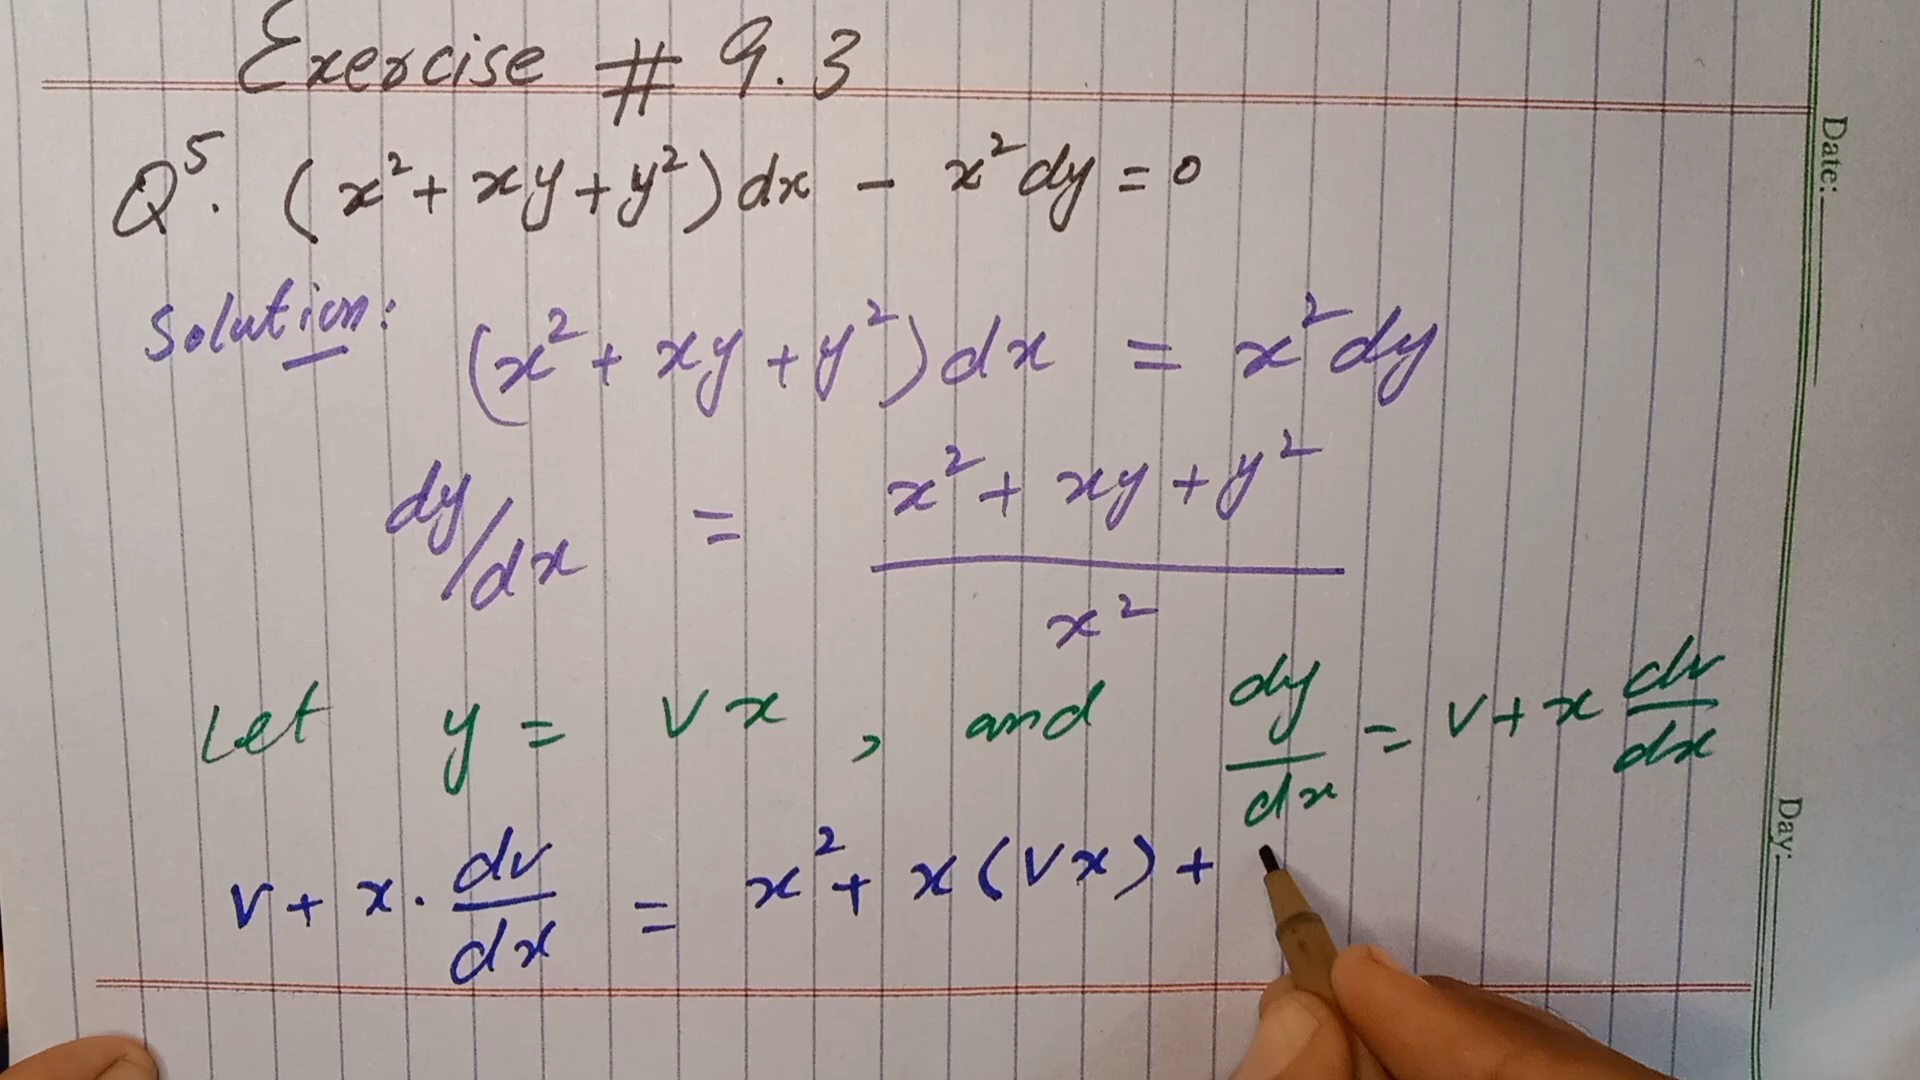 Exercise # 9.3
Q5. (x² + xy + y²) dx - x² dy = 0
Solution: (x² + xy + y²) dx = x² dy
dy/dx = (x² + xy + y²)/x²
Let y = vx, and dy/dx = v + x dv/dx
v + x · dv/dx = x² + x(vx) +
Date:
Day: